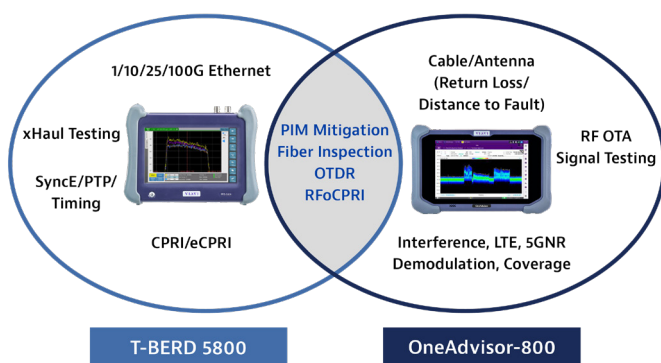 1/10/25/100G Ethernet
xHaul Testing
SyncE/PTP/
Timing
CPRI/eCPRI
PIM Mitigation
Fiber Inspection
OTDR
RFoCPRI
Cable/Antenna
(Return Loss/
Distance to Fault)
RF OTA
Signal Testing
Interference, LTE, 5GNR
Demodulation, Coverage
T-BERD 5800
OneAdvisor-800